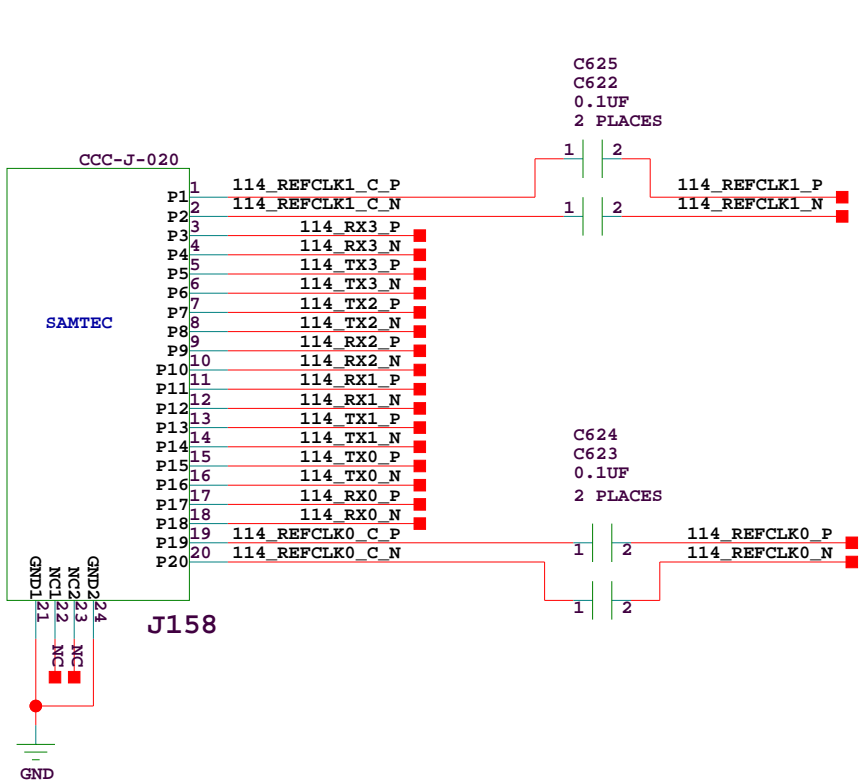 C625
C622
0.1UF
2 PLACES
1 2
CCC-J-020
P1 1 114_REFCLK1_C_P 114_REFCLK1_P
P2 2 114_REFCLK1_C_N 1 2 114_REFCLK1_N
P3 3 114_RX3_P
P4 4 114_RX3_N
P5 5 114_TX3_P
P6 6 114_TX3_N
P7 7 114_TX2_P
SAMTEC
P8 8 114_TX2_N
P9 9 114_RX2_P
P10 10 114_RX2_N
P11 11 114_RX1_P
P12 12 114_RX1_N
P13 13 114_TX1_P
P14 14 114_TX1_N
P15 15 114_TX0_P
P16 16 114_TX0_N
P17 17 114_RX0_P
P18 18 114_RX0_N
C624
C623
0.1UF
2 PLACES
P19 19 114_REFCLK0_C_P 1 2 114_REFCLK0_P
P20 20 114_REFCLK0_C_N 114_REFCLK0_N
1 2
GND1 21
NC1 22
NC2 23
GND2 24
J158
NC
NC
GND